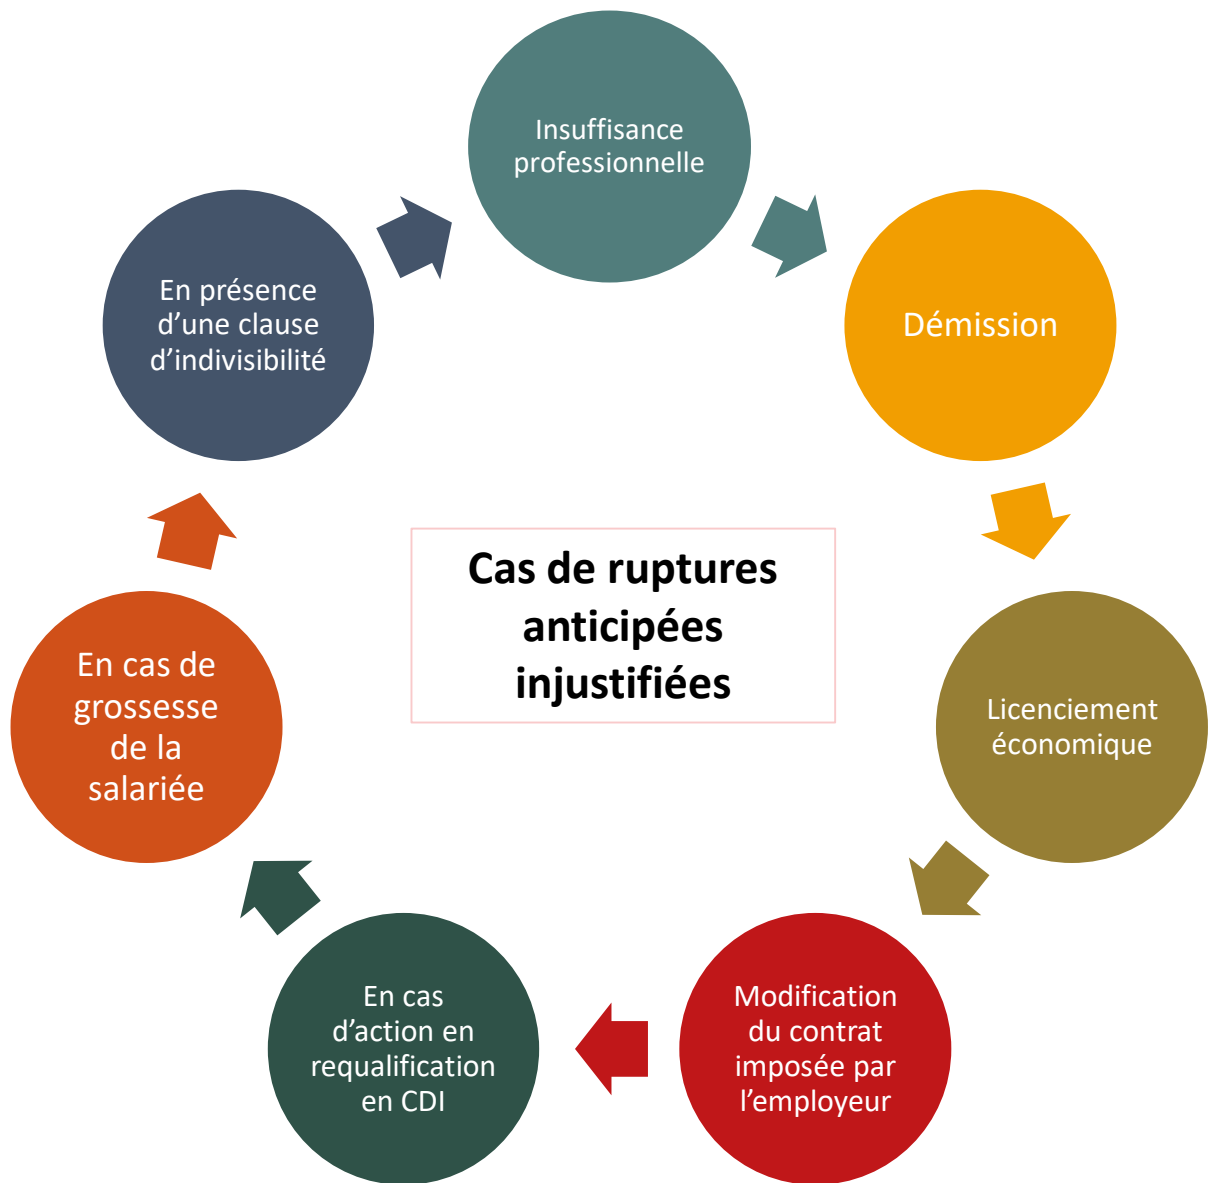 Insuffisance
professionnelle
Démission
Licenciement
économique
Modification
du contrat
imposée par
l’employeur
En cas
d’action en
requalification
en CDI
En cas de
grossesse
de la
salariée
En présence
d’une clause
d’indivisibilité
Cas de ruptures
anticipées
injustifiées